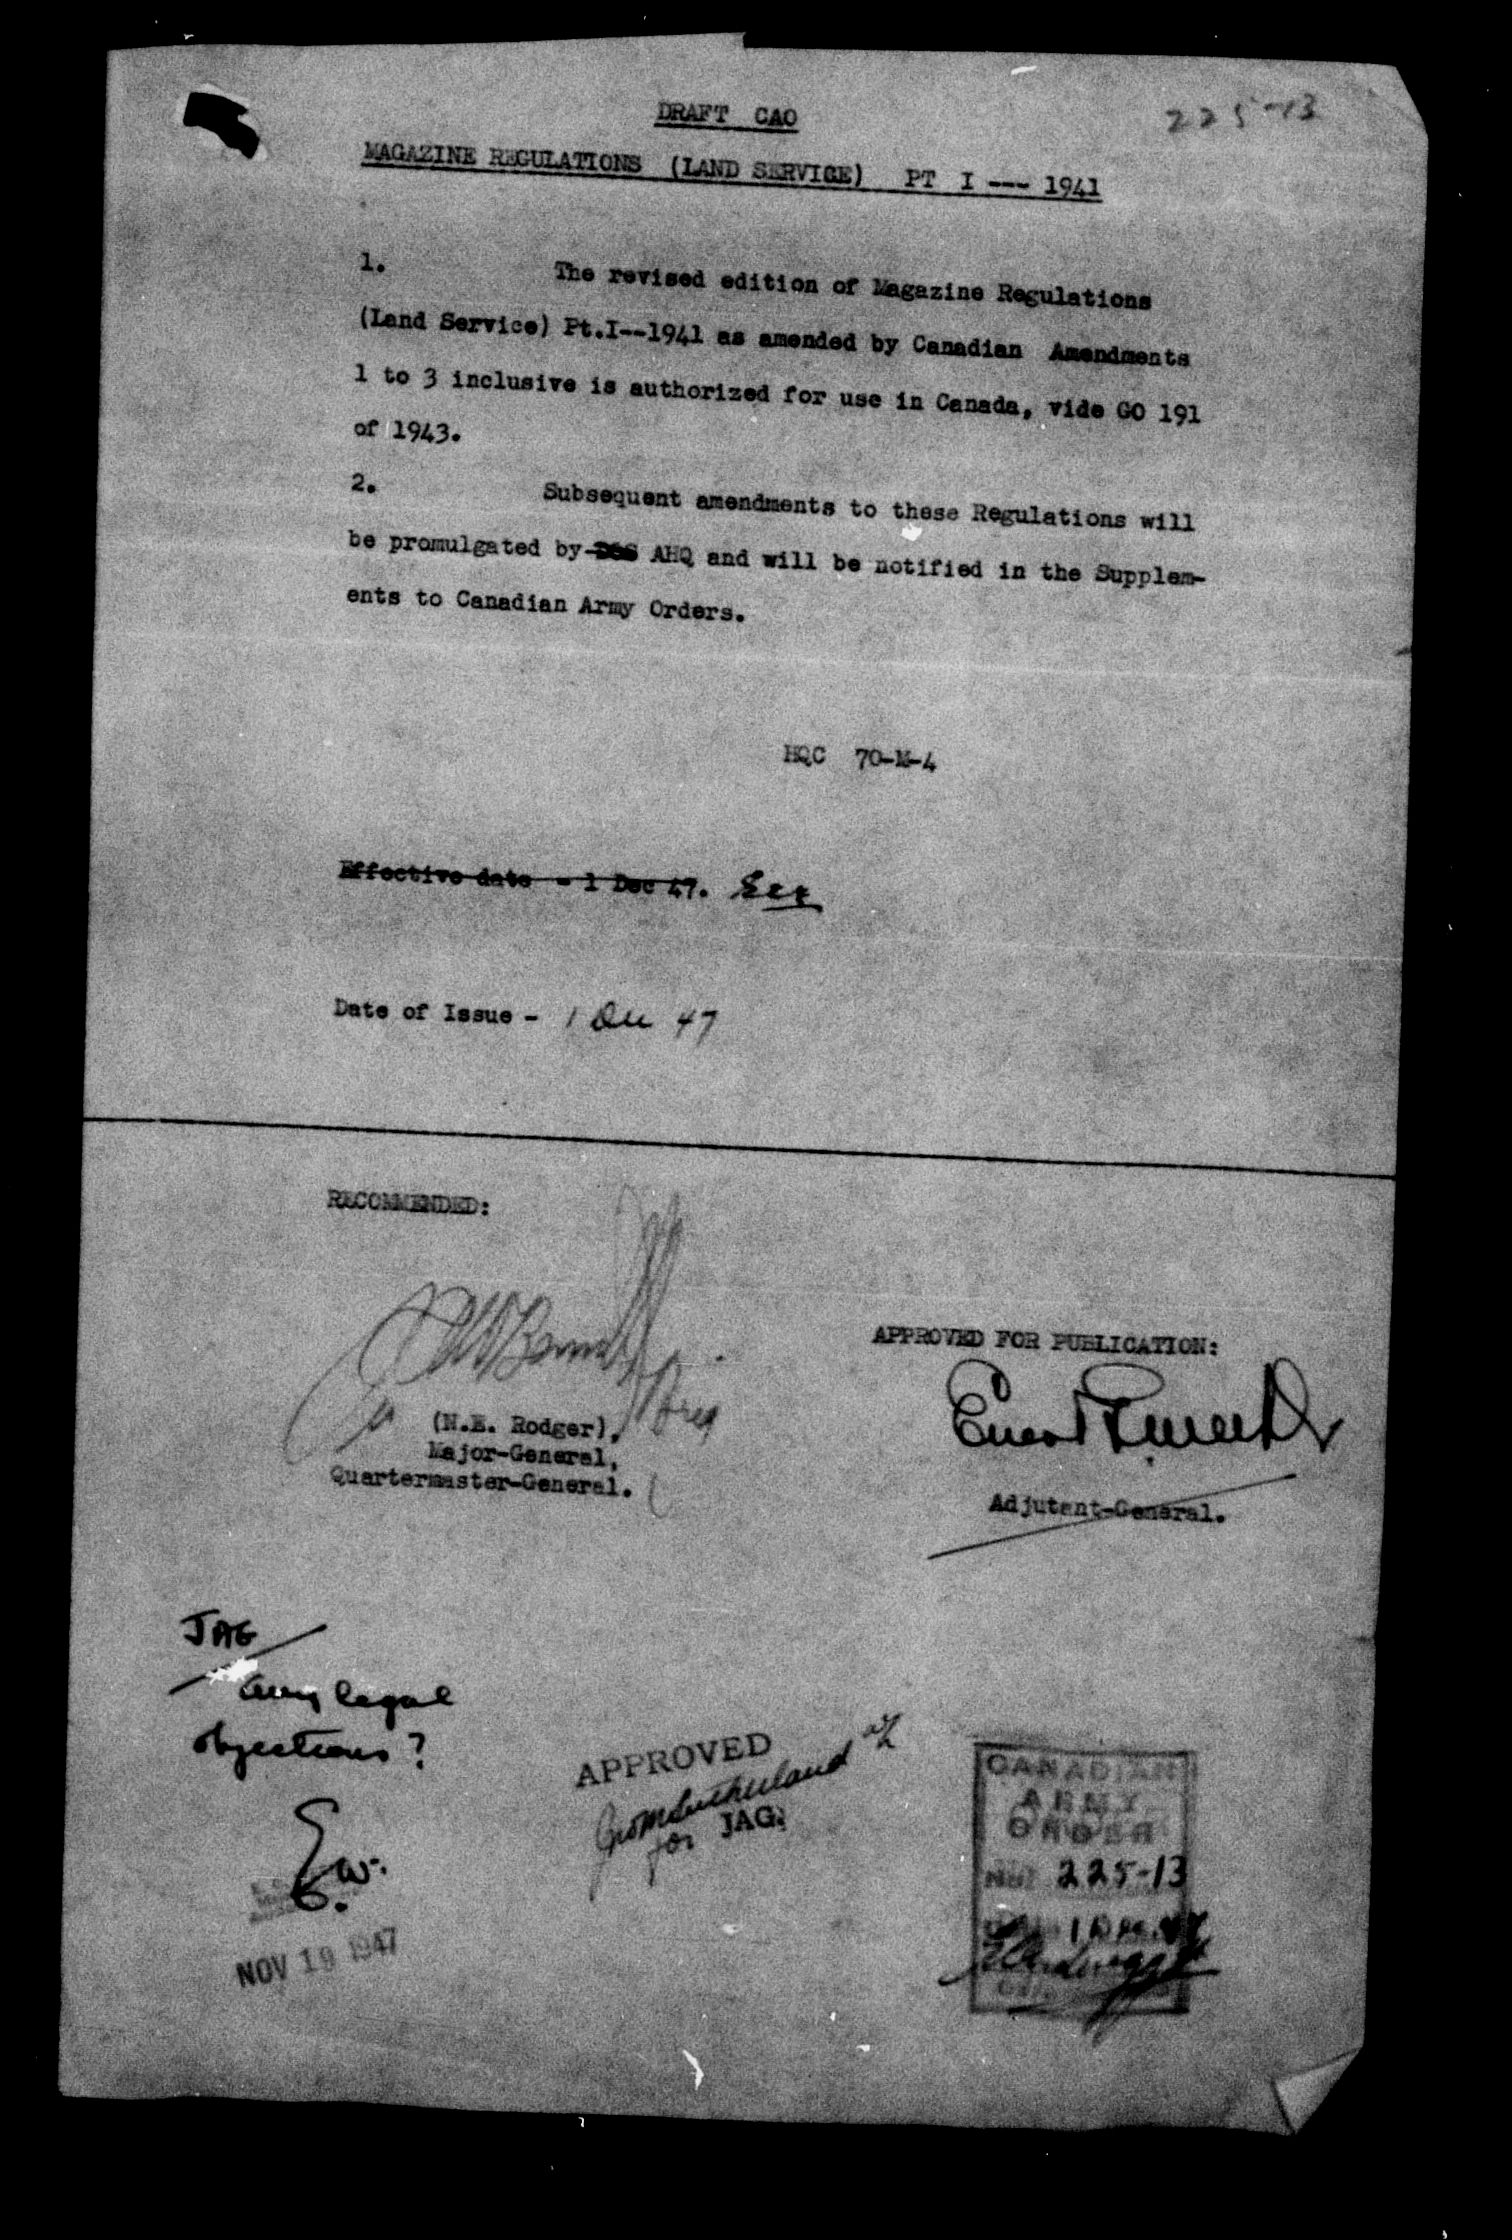 225-13
DRAFT CAO
MAGAZINE REGULATIONS (LAND SERVICE) PT I --- 1941
1. The revised edition of Magazine Regulations
(Land Service) Pt.I--1941 as amended by Canadian Amendments
1 to 3 inclusive is authorized for use in Canada, vide GO 191
of 1943.
2. Subsequent amendments to these Regulations will
be promulgated by AHQ and will be notified in the Supplem-
ents to Canadian Army Orders.
HQC 70-M-4
Effective date - 1 Dec 47.
Date of Issue - 1 Dec 47
RECOMMENDED:
APPROVED FOR PUBLICATION:
(N.E. Rodger),
Major-General,
Quartermaster-General.
Adjutant-General.
JAG
any legal
objections?
E.W.
NOV 19 1947
APPROVED
for JAG.
CANADIAN
ARMY
ORDER
No. 225-13
1 Dec. 47